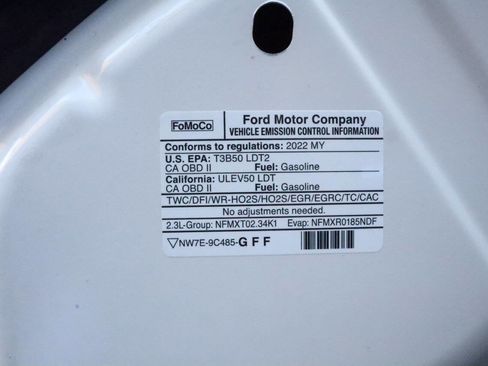 FoMoCo
Ford Motor Company
VEHICLE EMISSION CONTROL INFORMATION
Conforms to regulations: 2022 MY
U.S. EPA: T3B50 LDT2
CA OBD II Fuel: Gasoline
California: ULEV50 LDT
CA OBD II Fuel: Gasoline
TWC/DFI/WR-HO2S/HO2S/EGR/EGRC/TC/CAC
No adjustments needed.
2.3L-Group: NFMXT02.34K1 Evap: NFMXR0185NDF
NW7E-9C485-GFF